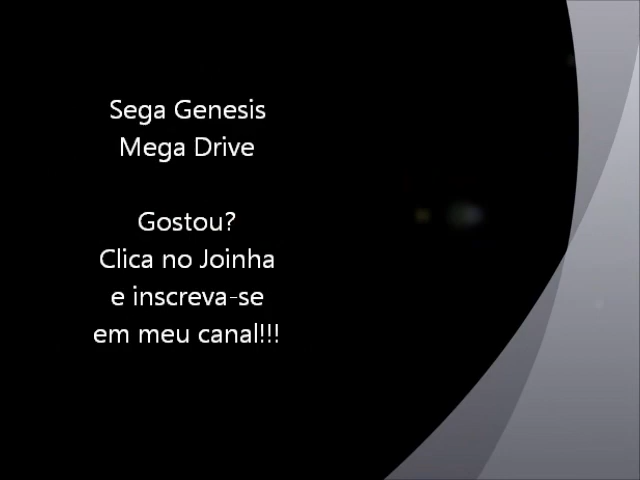 Sega Genesis
Mega Drive
Gostou?
Clica no Joinha
e inscreva-se
em meu canal!!!